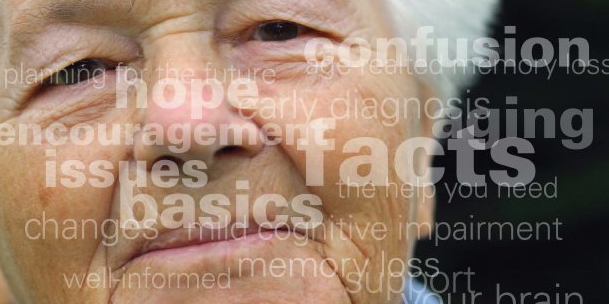 confusion
planning for the future age related memory loss
hope
early diagnosis
encouragement
aging
facts
issues
the help you need
basics
changes
cognitive impairment
memory loss
well-informed
support
your brain